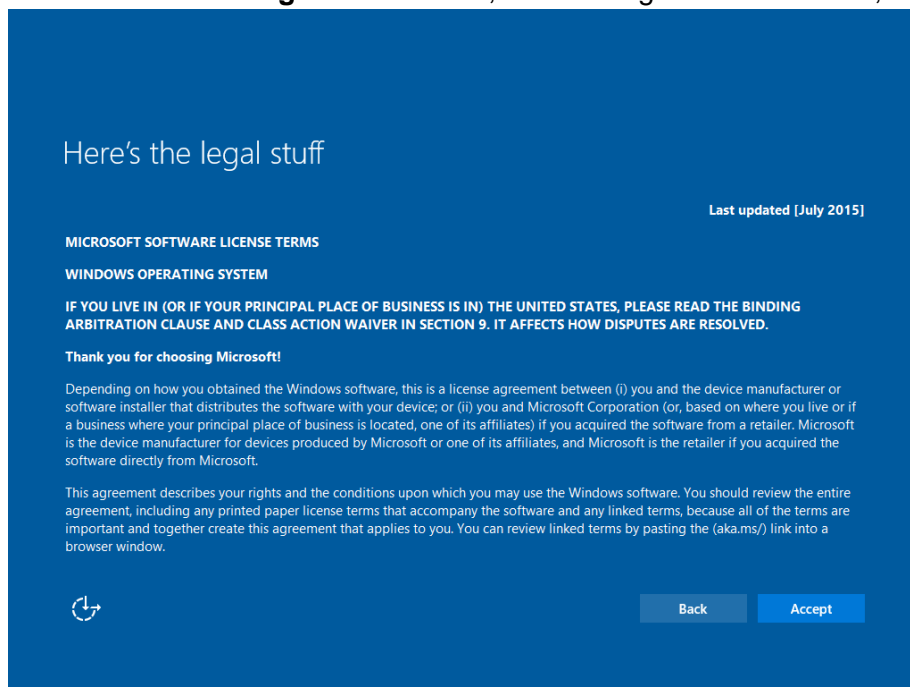 Here's the legal stuff
Last updated [July 2015]
MICROSOFT SOFTWARE LICENSE TERMS
WINDOWS OPERATING SYSTEM
IF YOU LIVE IN (OR IF YOUR PRINCIPAL PLACE OF BUSINESS IS IN) THE UNITED STATES, PLEASE READ THE BINDING
ARBITRATION CLAUSE AND CLASS ACTION WAIVER IN SECTION 9. IT AFFECTS HOW DISPUTES ARE RESOLVED.
Thank you for choosing Microsoft!
Depending on how you obtained the Windows software, this is a license agreement between (i) you and the device manufacturer or
software installer that distributes the software with your device; or (ii) you and Microsoft Corporation (or, based on where you live or if
a business where your principal place of business is located, one of its affiliates) if you acquired the software from a retailer. Microsoft
is the device manufacturer for devices produced by Microsoft or one of its affiliates, and Microsoft is the retailer if you acquired the
software directly from Microsoft.
This agreement describes your rights and the conditions upon which you may use the Windows software. You should review the entire
agreement, including any printed paper license terms that accompany the software and any linked terms, because all of the terms are
important and together create this agreement that applies to you. You can review linked terms by pasting the (aka.ms/) link into a
browser window.
Back Accept